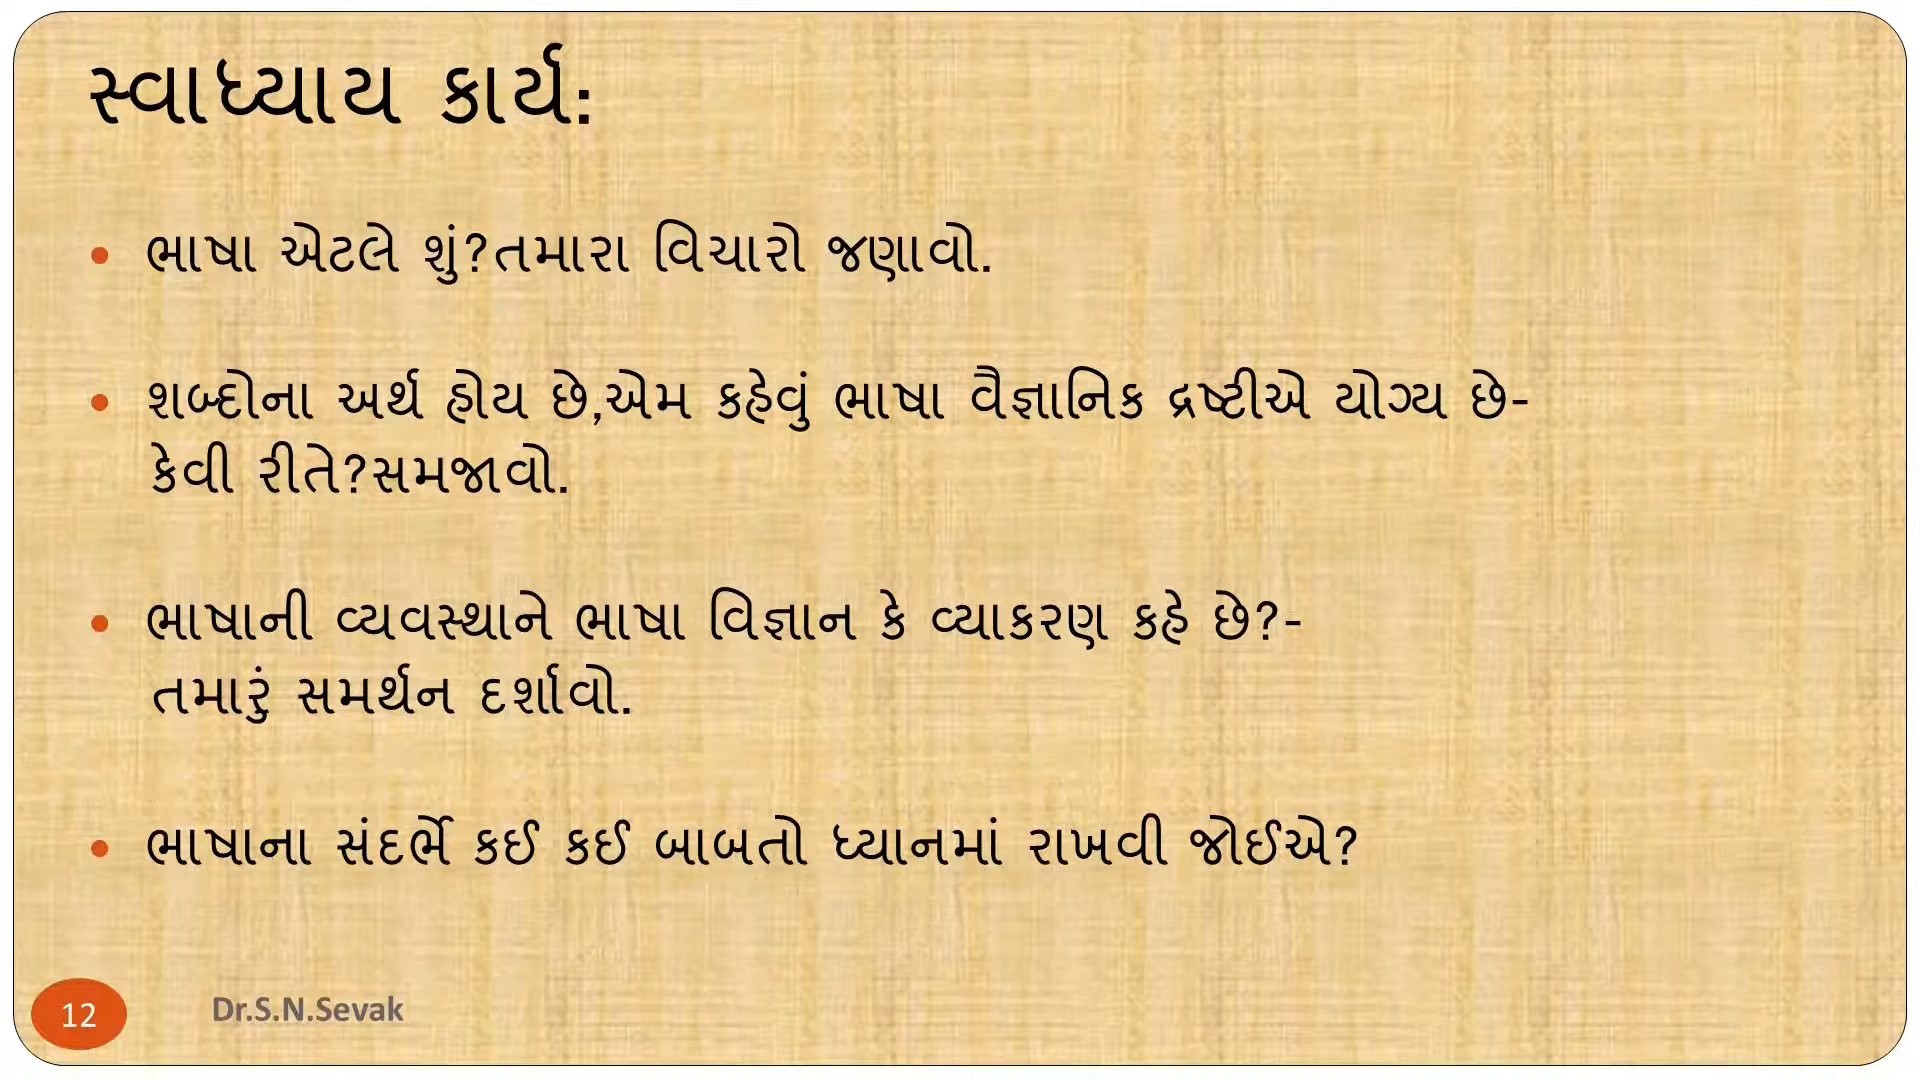 સ્વાધ્યાય કાર્ય:
• ભાષા એટલે શું?તમારા વિચારો જણાવો.
• શબ્દોના અર્થ હોય છે,એમ કહેવું ભાષા વૈજ્ઞાનિક દ્રષ્ટીએ યોગ્ય છે-
કેવી રીતે?સમજાવો.
• ભાષાની વ્યવસ્થાને ભાષા વિજ્ઞાન કે વ્યાકરણ કહે છે?-
તમારું સમર્થન દર્શાવો.
• ભાષાના સંદર્ભે કઈ કઈ બાબતો ધ્યાનમાં રાખવી જોઈએ?
12 Dr.S.N.Sevak